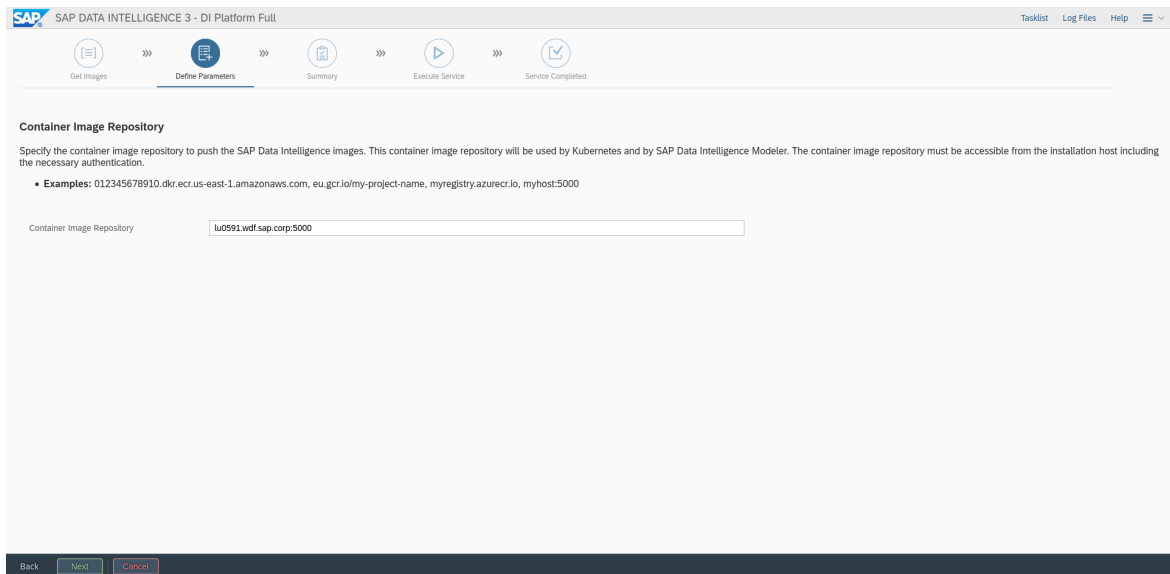 SAP SAP DATA INTELLIGENCE 3 - DI Platform Full Tasklist Log Files Help
Get Images Define Parameters Summary Execute Service Service Completed
Container Image Repository
Specify the container image repository to push the SAP Data Intelligence images. This container image repository will be used by Kubernetes and by SAP Data Intelligence Modeler. The container image repository must be accessible from the installation host including
the necessary authentication.
• Examples: 012345678910.dkr.ecr.us-east-1.amazonaws.com, eu.gcr.io/my-project-name, myregistry.azurecr.io, myhost:5000
Container Image Repository lu0591.wdf.sap.corp:5000
Back Next Cancel